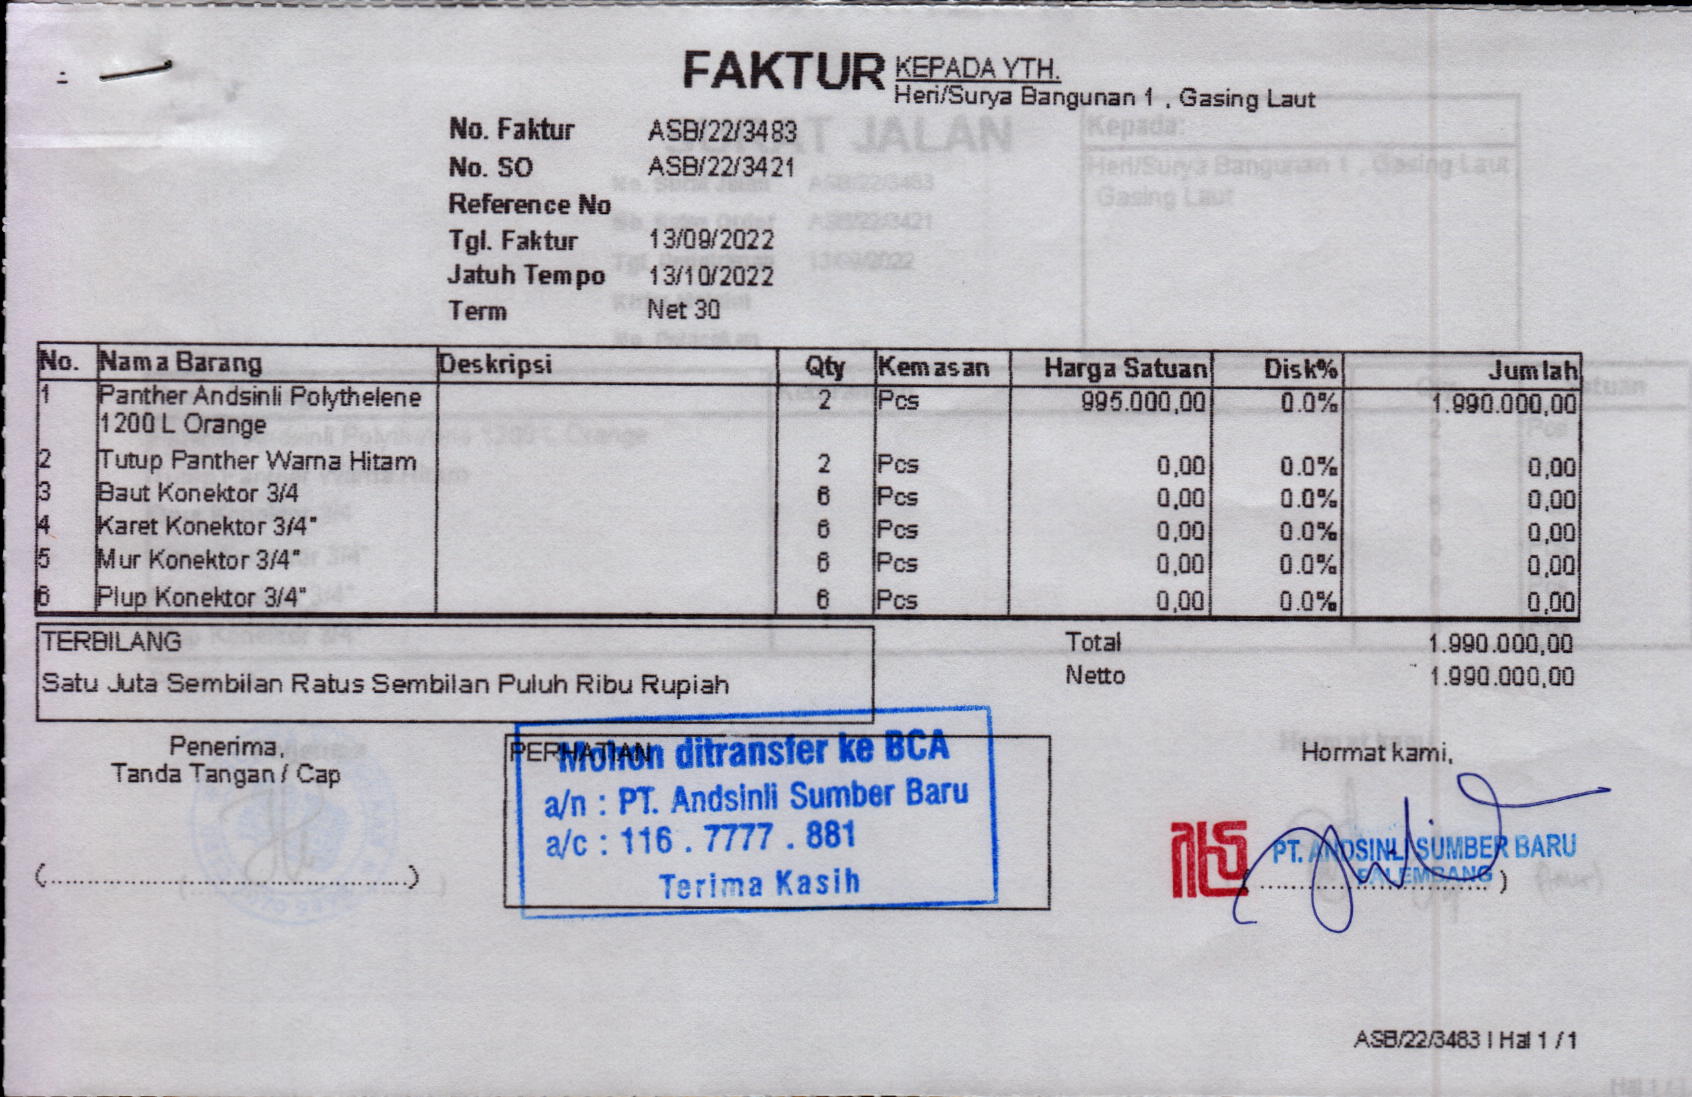 FAKTUR KEPADA YTH.
Heri/Surya Bangunan 1 , Gasing Laut
No. Faktur ASB/22/3483
No. SO ASB/22/3421
Reference No
Tgl. Faktur 13/09/2022
Jatuh Tempo 13/10/2022
Term Net 30
No. Nama Barang Deskripsi Qty Kemasan Harga Satuan Disk% Jumlah
1 Panther Andsinli Polythelene 2 Pcs 995.000,00 0.0% 1.990.000,00
1200 L Orange
2 Tutup Panther Warna Hitam 2 Pcs 0,00 0.0% 0,00
3 Baut Konektor 3/4 6 Pcs 0,00 0.0% 0,00
4 Karet Konektor 3/4" 6 Pcs 0,00 0.0% 0,00
5 Mur Konektor 3/4" 6 Pcs 0,00 0.0% 0,00
6 Plup Konektor 3/4" 6 Pcs 0,00 0.0% 0,00
TERBILANG
Satu Juta Sembilan Ratus Sembilan Puluh Ribu Rupiah
Total 1.990.000,00
Netto 1.990.000,00
Penerima,
Tanda Tangan / Cap
(........................................)
PERHATIAN
Mohon ditransfer ke BCA
a/n : PT. Andsinli Sumber Baru
a/c : 116 . 7777 . 881
Terima Kasih
Hormat kami,
PT. ANDSINLI SUMBER BARU
PALEMBANG
ASB/22/3483 | Hal 1 / 1